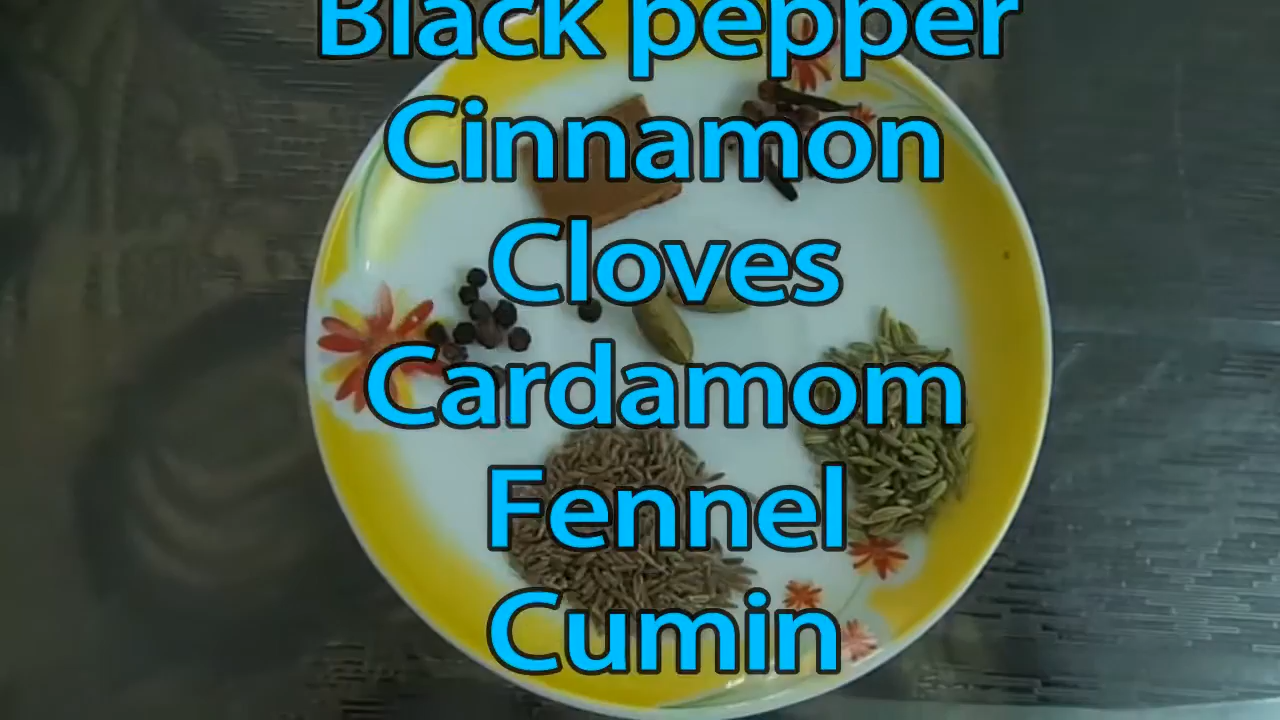 Black pepper
Cinnamon
Cloves
Cardamom
Fennel
Cumin